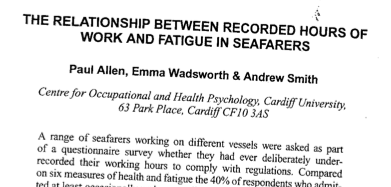 THE RELATIONSHIP BETWEEN RECORDED HOURS OF
WORK AND FATIGUE IN SEAFARERS
Paul Allen, Emma Wadsworth & Andrew Smith
Centre for Occupational and Health Psychology, Cardiff University,
63 Park Place, Cardiff CF10 3AS
A range of seafarers working on different vessels were asked as part
of a questionnaire survey whether they had ever deliberately under-
recorded their working hours to comply with regulations. Compared
on six measures of health and fatigue the 40% of respondents who admit-
ted at least